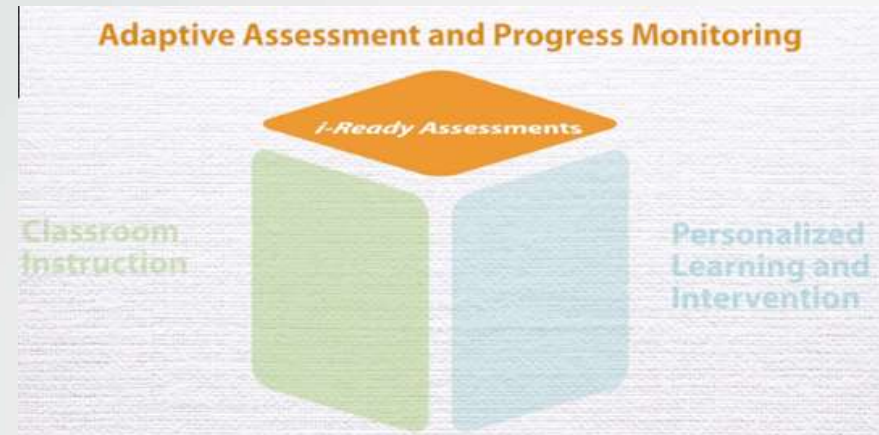 Adaptive Assessment and Progress Monitoring
i-Ready Assessments
Classroom
Instruction
Personalized
Learning and
Intervention